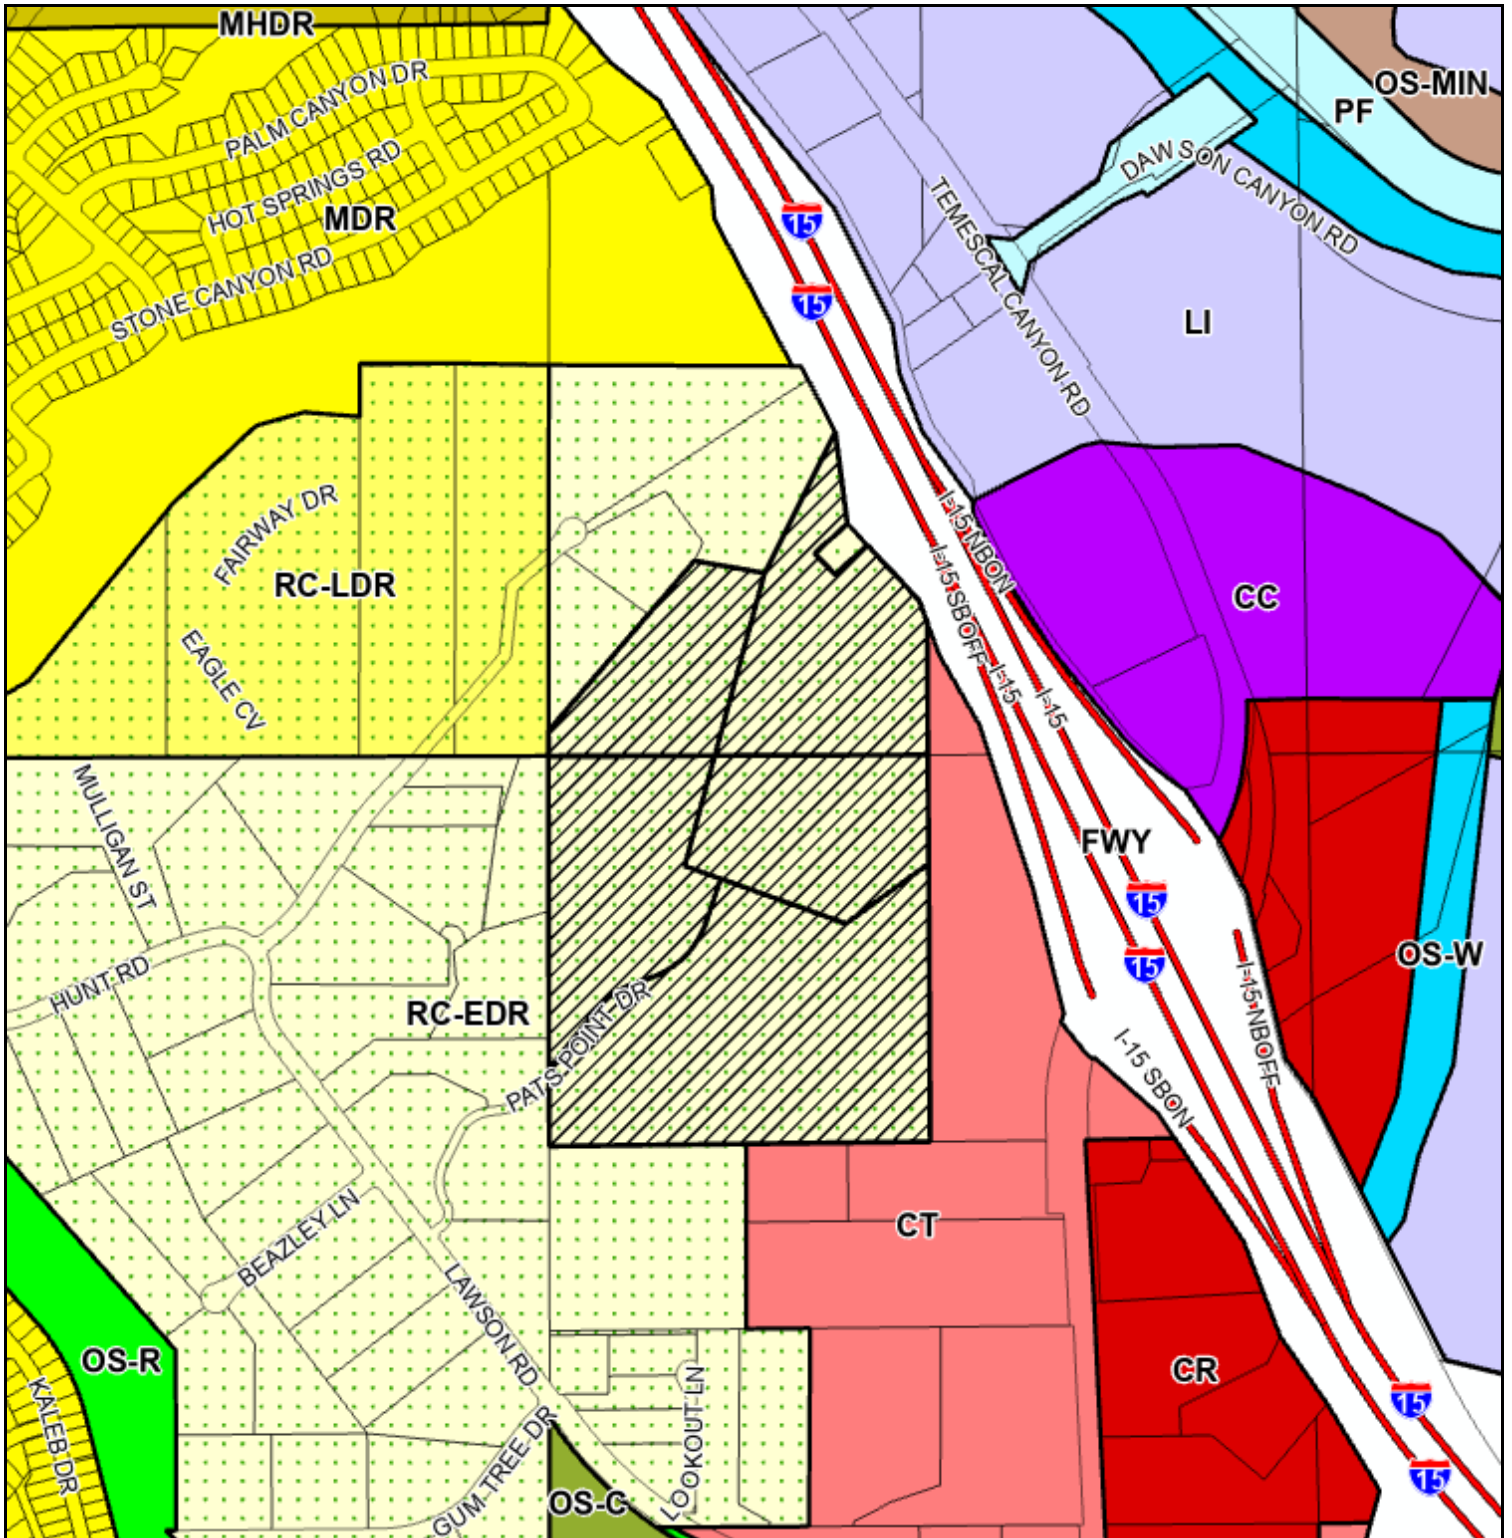 MHDR
OS-MIN
PF
PALM CANYON DR
DAWSON CANYON RD
HOT SPRINGS RD
MDR
TEMESCAL CANYON RD
15
STONE CANYON RD
15
LI
FAIRWAY DR
I-15 NBON
RC-LDR
I-15 SBOFF
CC
EAGLE CV
I-15
I-15
MULLIGAN ST
FWY
15
15
OS-W
HUNT RD
I-15 NBOFF
RC-EDR
PATS POINT DR
I-15 SBON
BEAZLEY LN
CT
LAWSON RD
OS-R
CR
KALEB DR
LOOKOUT LN
15
GUM TREE DR
15
OS-C